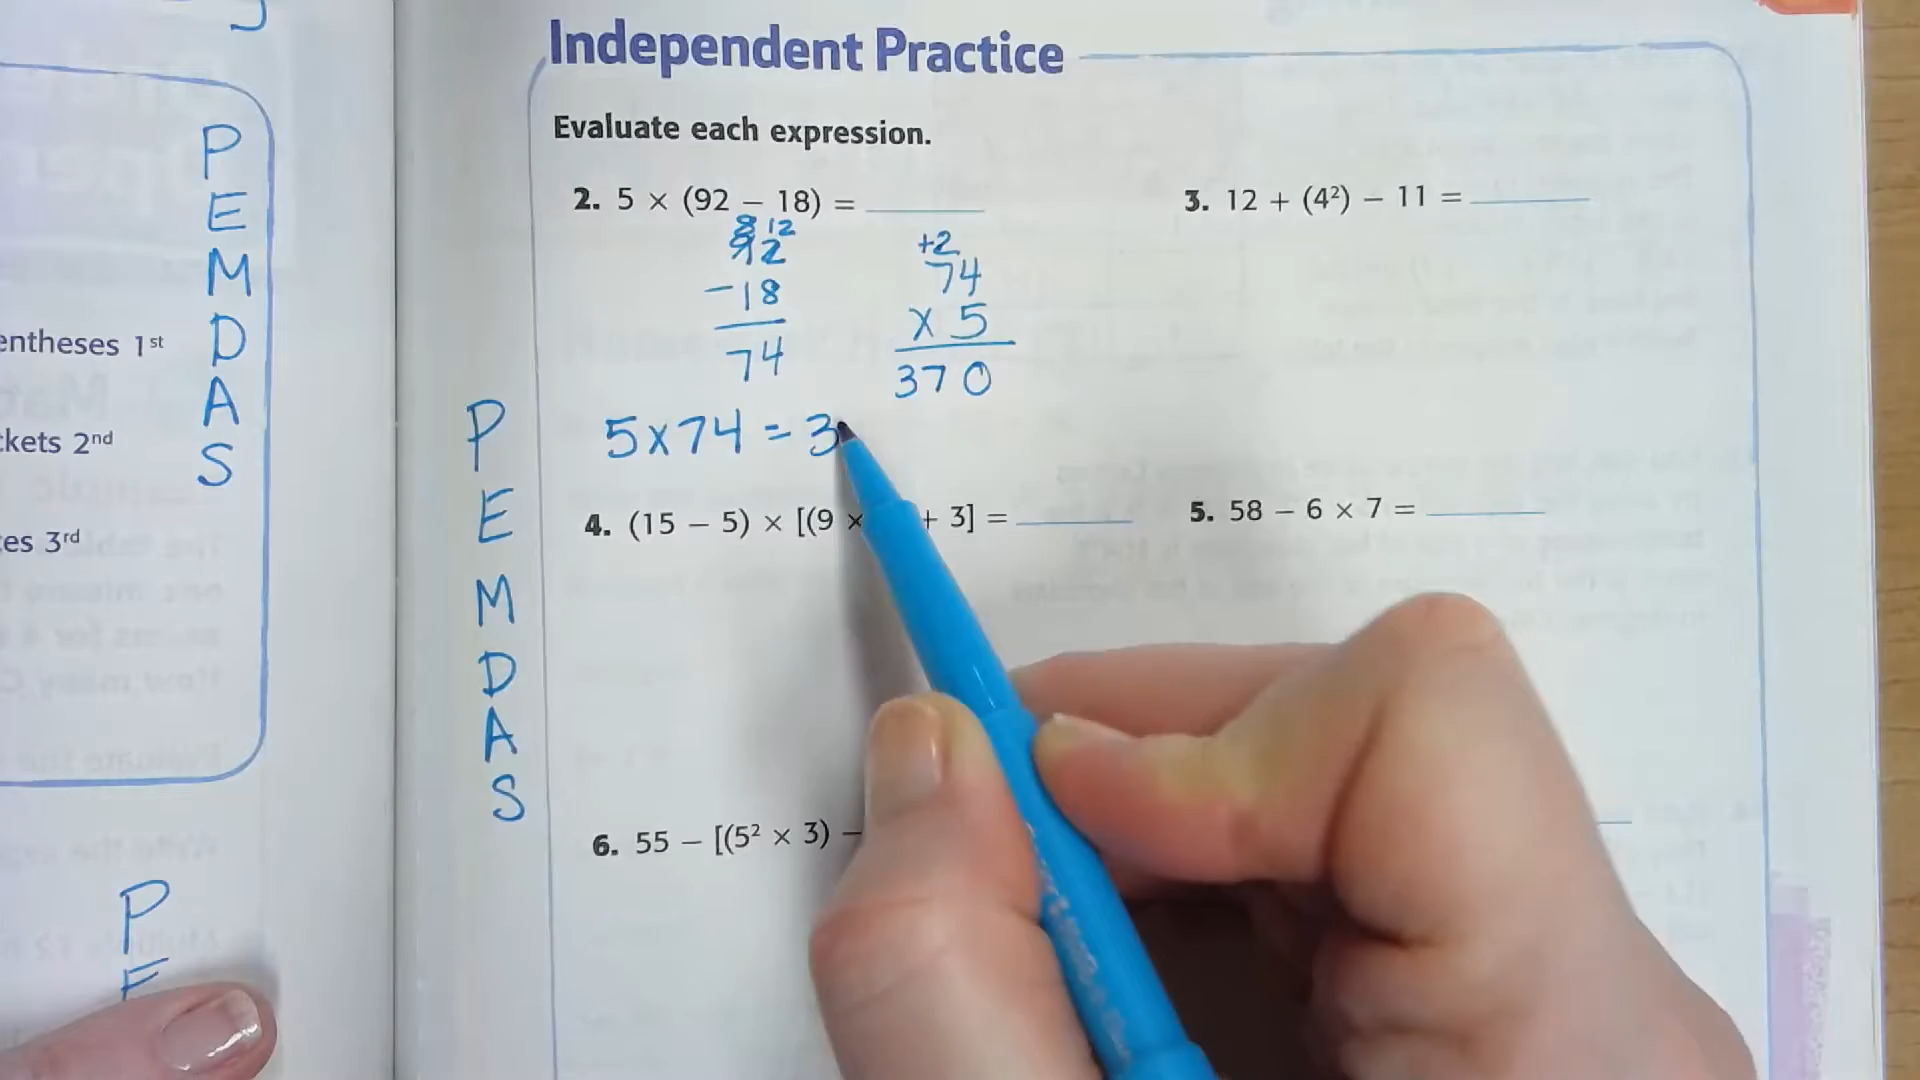 P
E
M
D
A
S
entheses 1st
ckets 2nd
es 3rd
P
E
Independent Practice
Evaluate each expression.
2. 5 × (92 − 18) =
8 12
92
−18
74
+2
74
× 5
370
5×74 = 3
3. 12 + (4²) − 11 =
P
E
M
D
A
S
4. (15 − 5) × [(9 × + 3] =
5. 58 − 6 × 7 =
6. 55 − [(5² × 3) −